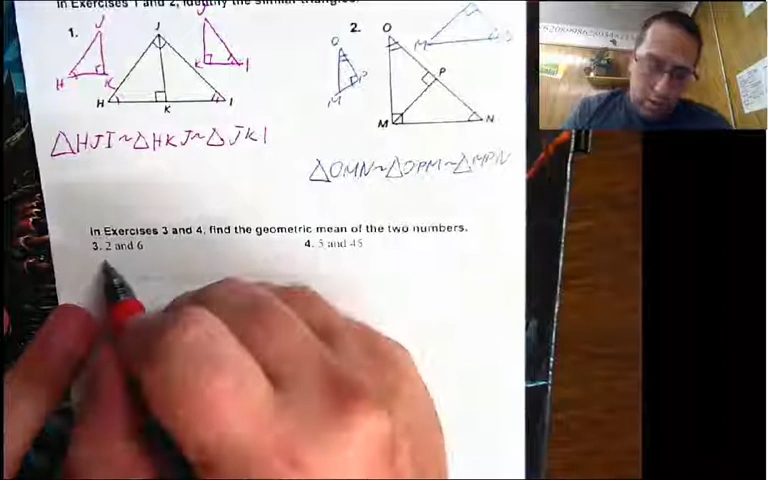 In Exercises 1 and 2, identify the similar triangles.
1.
J
H
K
J
K
I
J
H
K
I
2.
O
P
M
O
P
M
N
M
△HJI~△HKJ~△JKI
△OMN~△OPM~△MPN
In Exercises 3 and 4, find the geometric mean of the two numbers.
3. 2 and 6
4. 5 and 45